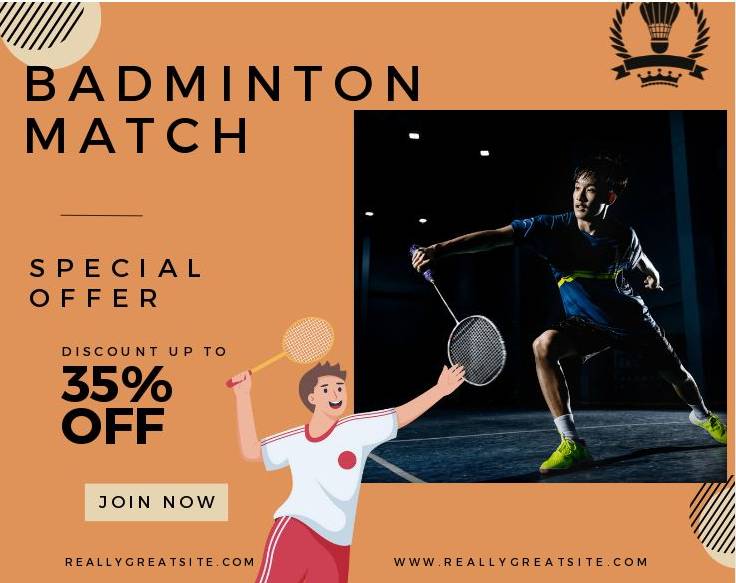 BADMINTON
MATCH
SPECIAL
OFFER
DISCOUNT UP TO
35%
OFF
JOIN NOW
REALLYGREATSITE.COM
WWW.REALLYGREATSITE.COM